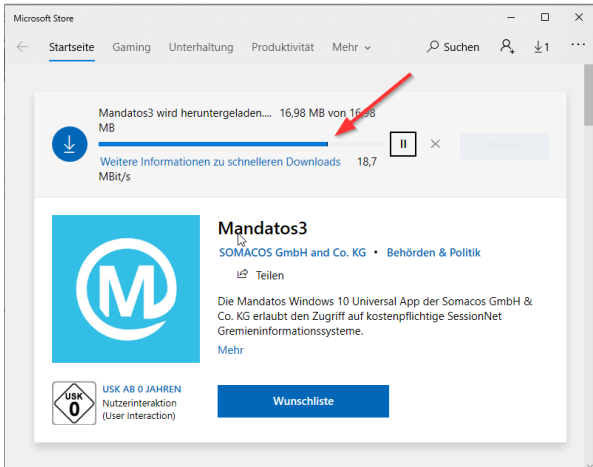 Microsoft Store
Startseite Gaming Unterhaltung Produktivität Mehr Suchen 1
Mandatos3 wird heruntergeladen.... 16,98 MB von 16,98
MB
Weitere Informationen zu schnelleren Downloads 18,7
MBit/s
Mandatos3
SOMACOS GmbH and Co. KG • Behörden & Politik
Teilen
Die Mandatos Windows 10 Universal App der Somacos GmbH &
Co. KG erlaubt den Zugriff auf kostenpflichtige SessionNet
Gremieninformationssysteme.
Mehr
M
USK
0
USK AB 0 JAHREN
Nutzerinteraktion
(User Interaction)
Wunschliste